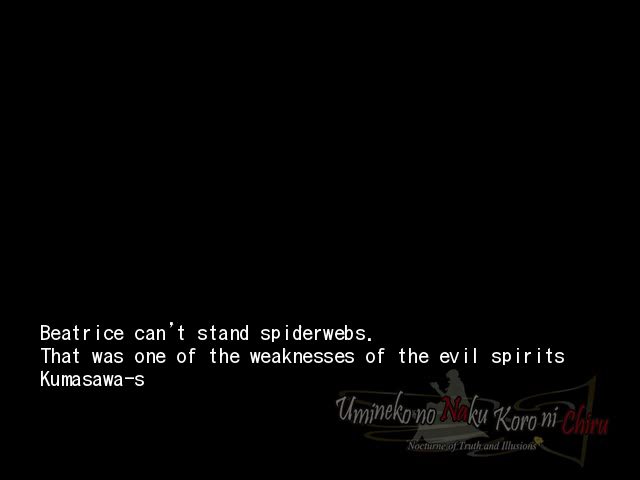 Beatrice can't stand spiderwebs.
That was one of the weaknesses of the evil spirits
Kumasawa-s
Umineko no Naku Koro ni Chiru
Nocturne of Truth and Illusions